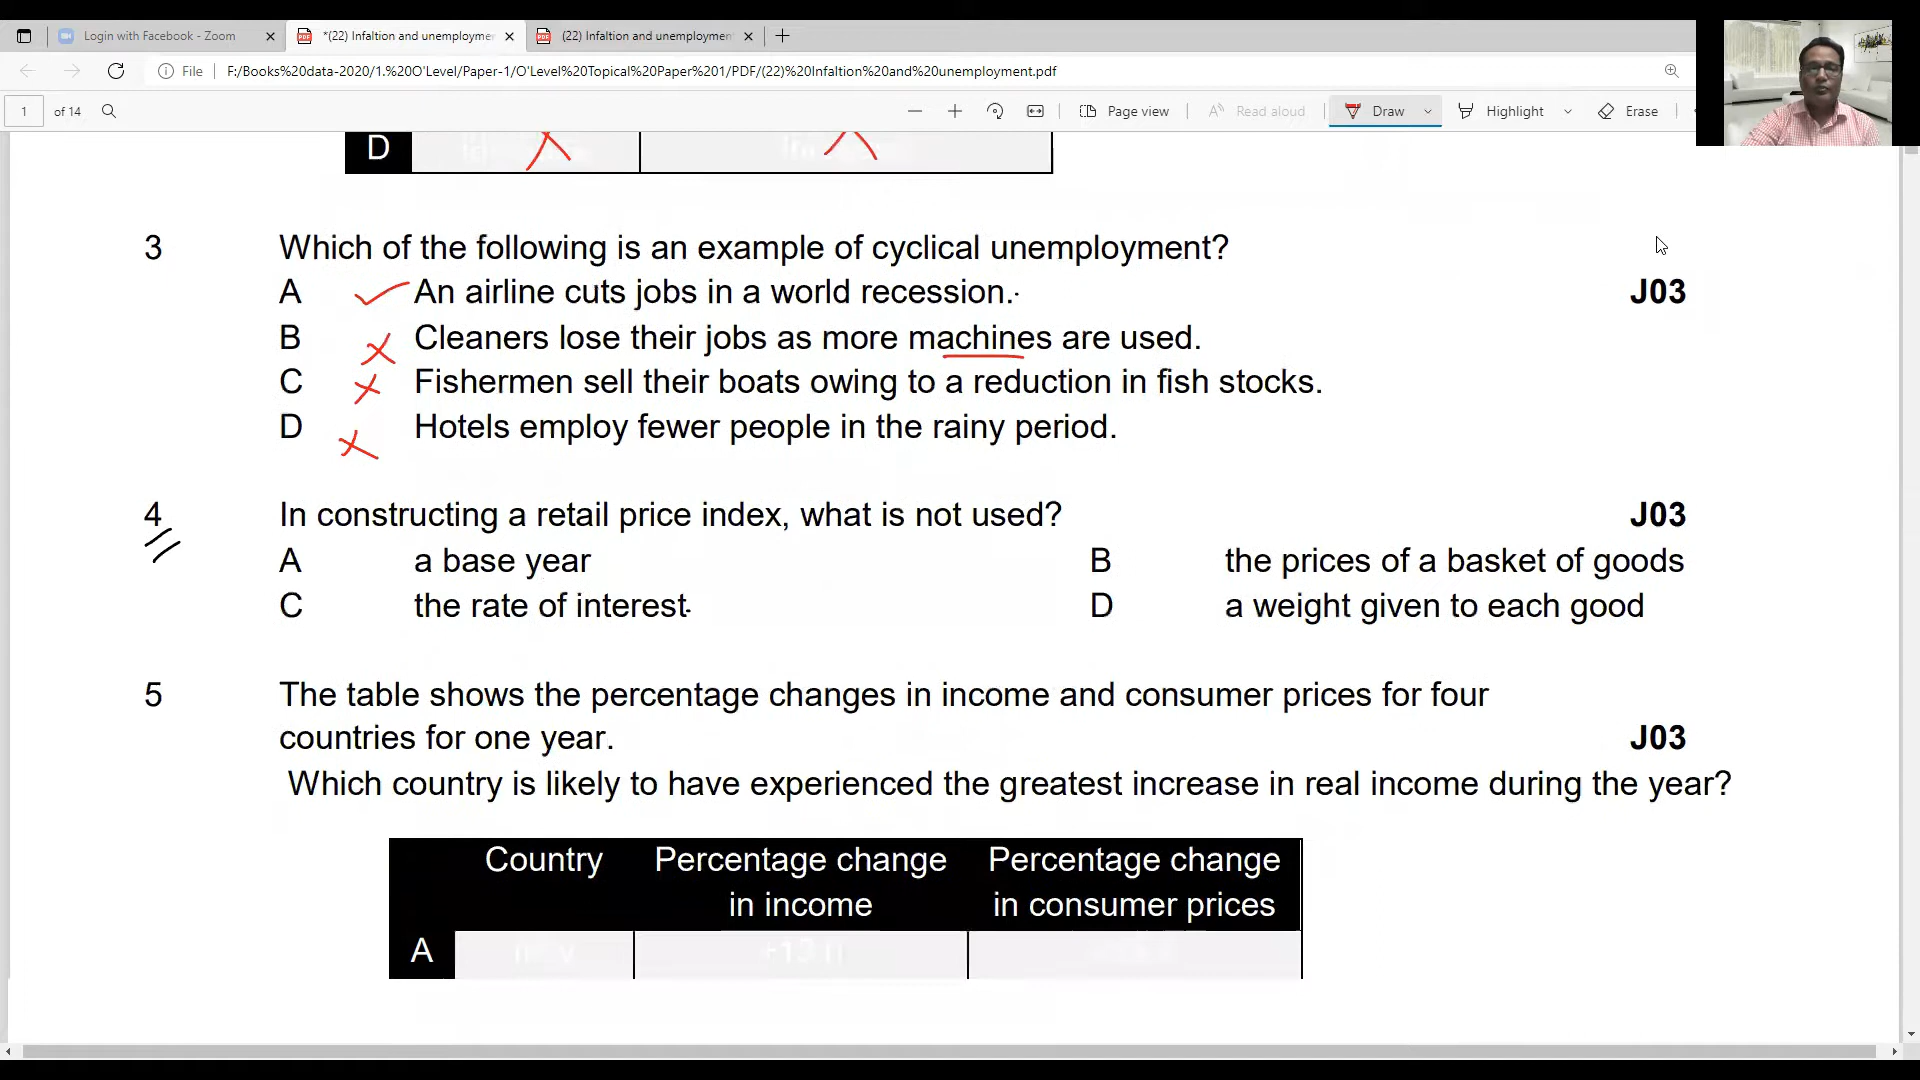 Login with Facebook - Zoom
*(22) Infaltion and unemployme
(22) Infaltion and unemployment
File F:/Books%20data-2020/1.%20O'Level/Paper-1/O'Level%20Topical%20Paper%201/PDF/(22)%20Infaltion%20and%20unemployment.pdf
1 of 14 Page view Read aloud Draw Highlight Erase
D
3 Which of the following is an example of cyclical unemployment?
A An airline cuts jobs in a world recession. J03
B Cleaners lose their jobs as more machines are used.
C Fishermen sell their boats owing to a reduction in fish stocks.
D Hotels employ fewer people in the rainy period.
4 In constructing a retail price index, what is not used? J03
A a base year B the prices of a basket of goods
C the rate of interest D a weight given to each good
5 The table shows the percentage changes in income and consumer prices for four
countries for one year. J03
Which country is likely to have experienced the greatest increase in real income during the year?
Country Percentage change Percentage change
in income in consumer prices
A